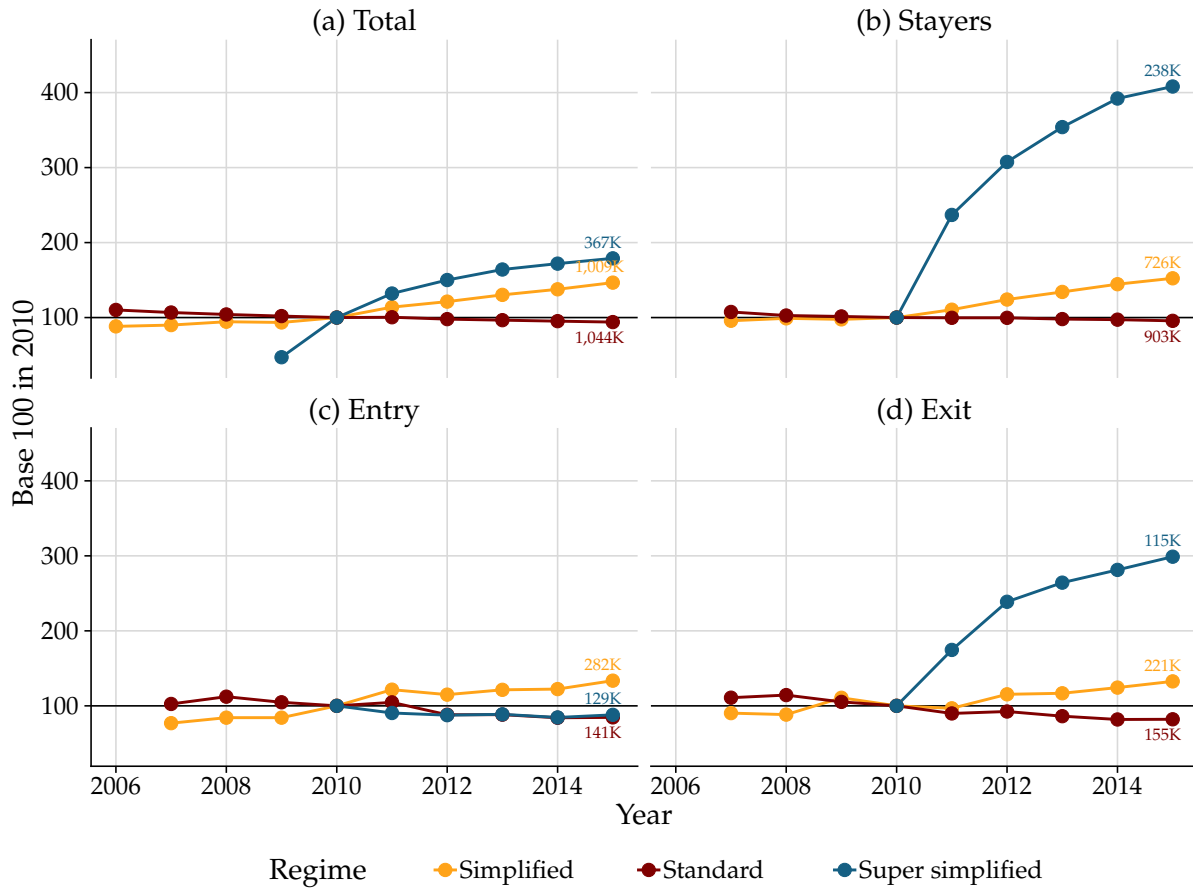 (a) Total
(b) Stayers
Base 100 in 2010
400
300
200
100
367K
1,009K
1,044K
238K
726K
903K
(c) Entry
(d) Exit
400
300
200
100
282K
129K
141K
115K
221K
155K
2006 2008 2010 2012 2014
2006 2008 2010 2012 2014
Year
Regime Simplified Standard Super simplified